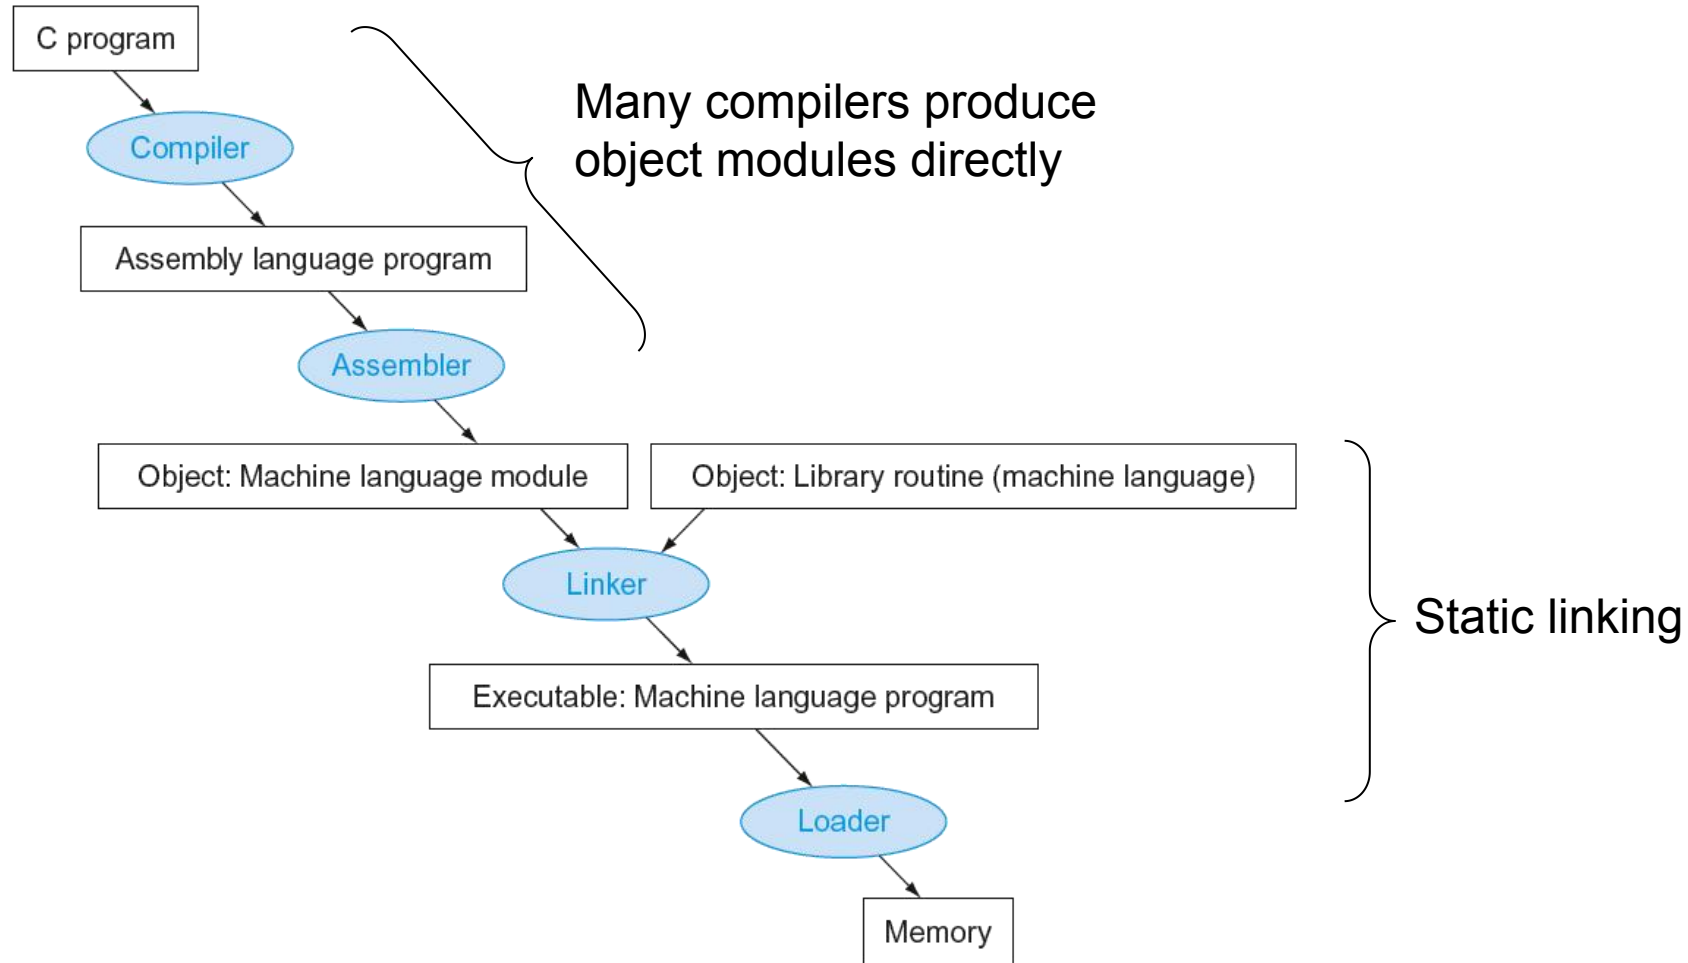 C program
Many compilers produce
object modules directly
Compiler
Assembly language program
Assembler
Object: Machine language module
Object: Library routine (machine language)
Linker
Static linking
Executable: Machine language program
Loader
Memory